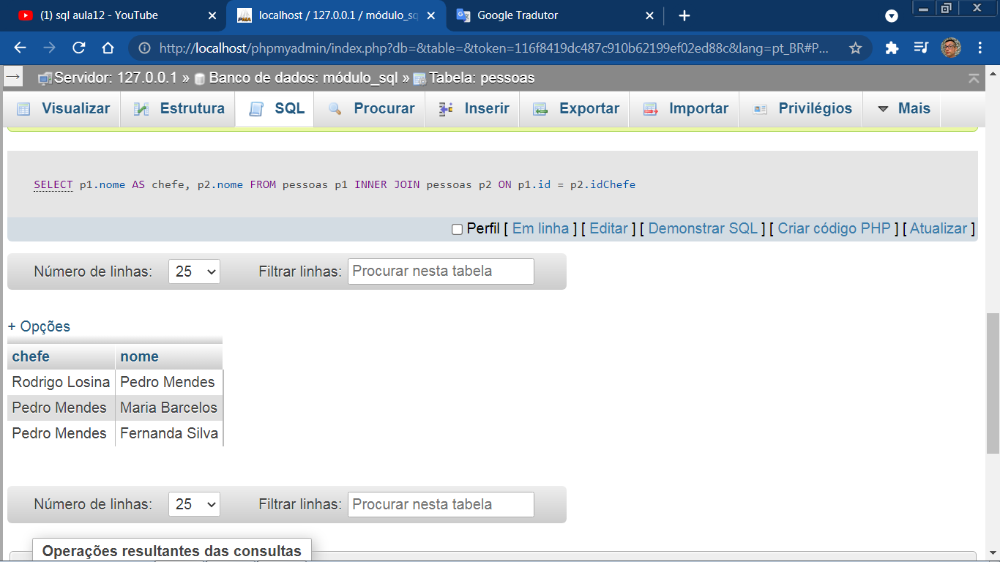 (1) sql aula12 - YouTube
localhost / 127.0.0.1 / módulo_sq
Google Tradutor
http://localhost/phpmyadmin/index.php?db=&table=&token=116f8419dc487c910b62199ef02ed88c&lang=pt_BR#P...
Servidor: 127.0.0.1 » Banco de dados: módulo_sql » Tabela: pessoas
Visualizar Estrutura SQL Procurar Inserir Exportar Importar Privilégios Mais
SELECT p1.nome AS chefe, p2.nome FROM pessoas p1 INNER JOIN pessoas p2 ON p1.id = p2.idChefe
Perfil [ Em linha ] [ Editar ] [ Demonstrar SQL ] [ Criar código PHP ] [ Atualizar ]
Número de linhas: 25 Filtrar linhas: Procurar nesta tabela
+ Opções
chefe nome
Rodrigo Losina Pedro Mendes
Pedro Mendes Maria Barcelos
Pedro Mendes Fernanda Silva
Número de linhas: 25 Filtrar linhas: Procurar nesta tabela
Operações resultantes das consultas